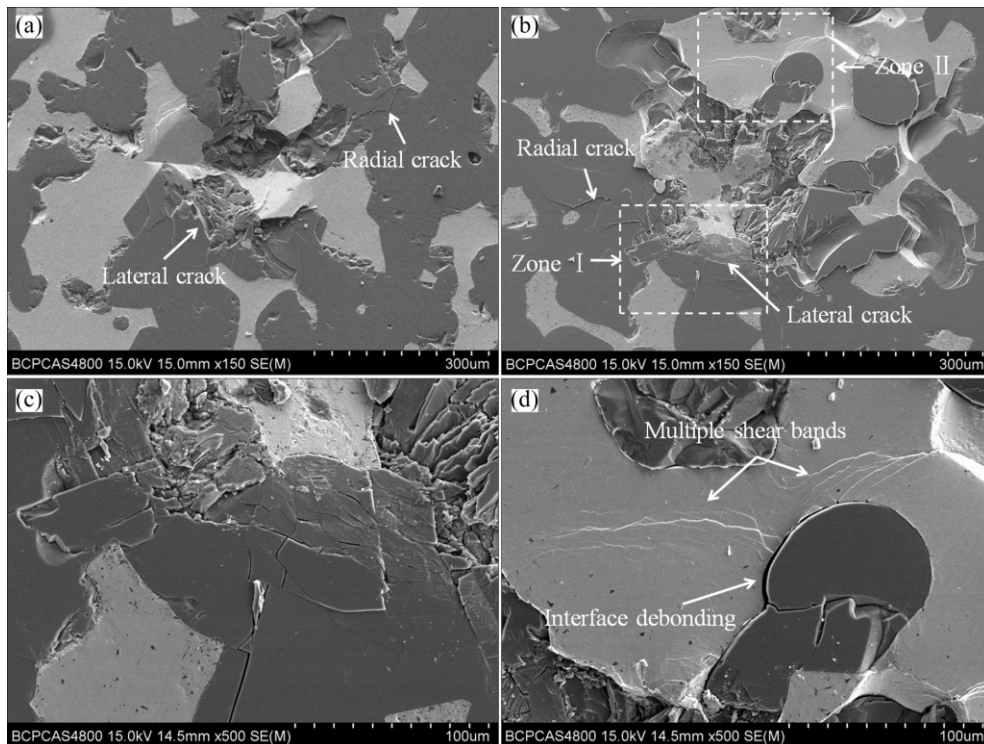 (a)
Radial crack
Lateral crack
BCPCAS4800 15.0kV 15.0mm x150 SE(M)
300um
(b)
Zone II
Radial crack
Zone I
Lateral crack
BCPCAS4800 15.0kV 15.0mm x150 SE(M)
300um
(c)
BCPCAS4800 15.0kV 14.5mm x500 SE(M)
100um
(d)
Multiple shear bands
Interface debonding
BCPCAS4800 15.0kV 14.5mm x500 SE(M)
100um